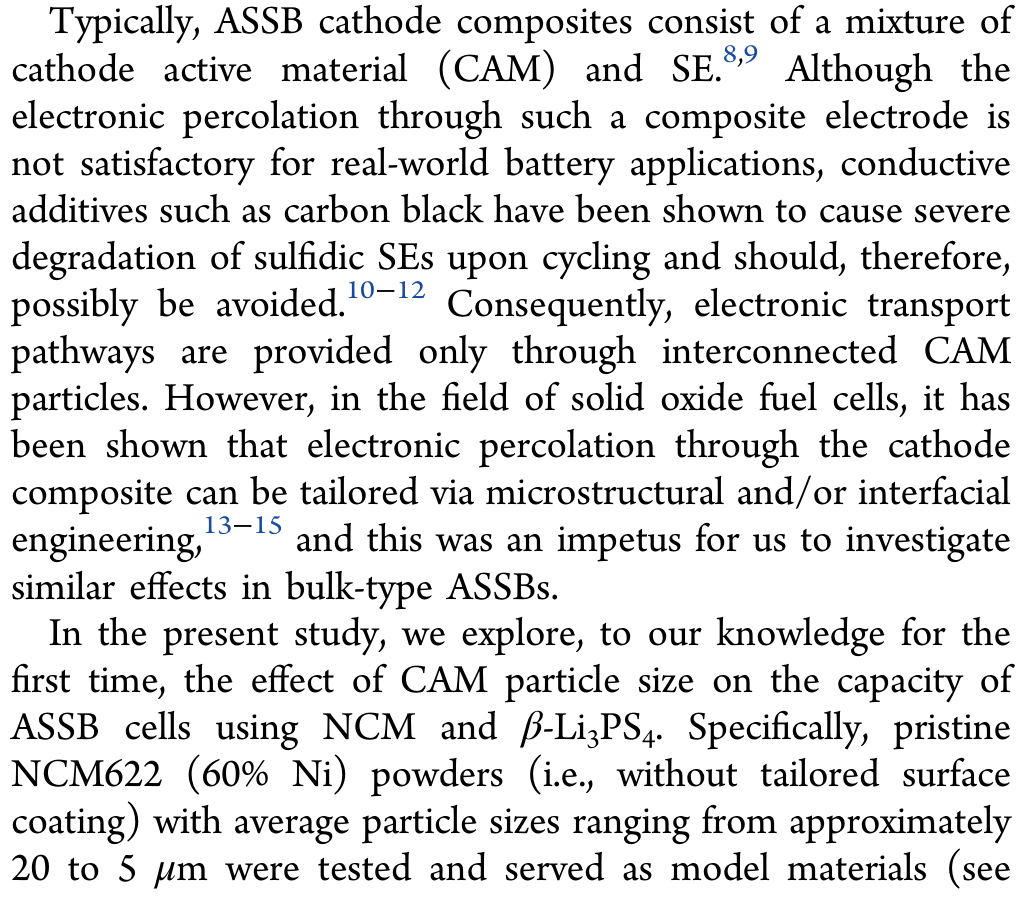 Typically, ASSB cathode composites consist of a mixture of
cathode active material (CAM) and SE.8,9 Although the
electronic percolation through such a composite electrode is
not satisfactory for real-world battery applications, conductive
additives such as carbon black have been shown to cause severe
degradation of sulfidic SEs upon cycling and should, therefore,
possibly be avoided.10−12 Consequently, electronic transport
pathways are provided only through interconnected CAM
particles. However, in the field of solid oxide fuel cells, it has
been shown that electronic percolation through the cathode
composite can be tailored via microstructural and/or interfacial
engineering,13−15 and this was an impetus for us to investigate
similar effects in bulk-type ASSBs.
In the present study, we explore, to our knowledge for the
first time, the effect of CAM particle size on the capacity of
ASSB cells using NCM and β-Li3PS4. Specifically, pristine
NCM622 (60% Ni) powders (i.e., without tailored surface
coating) with average particle sizes ranging from approximately
20 to 5 μm were tested and served as model materials (see